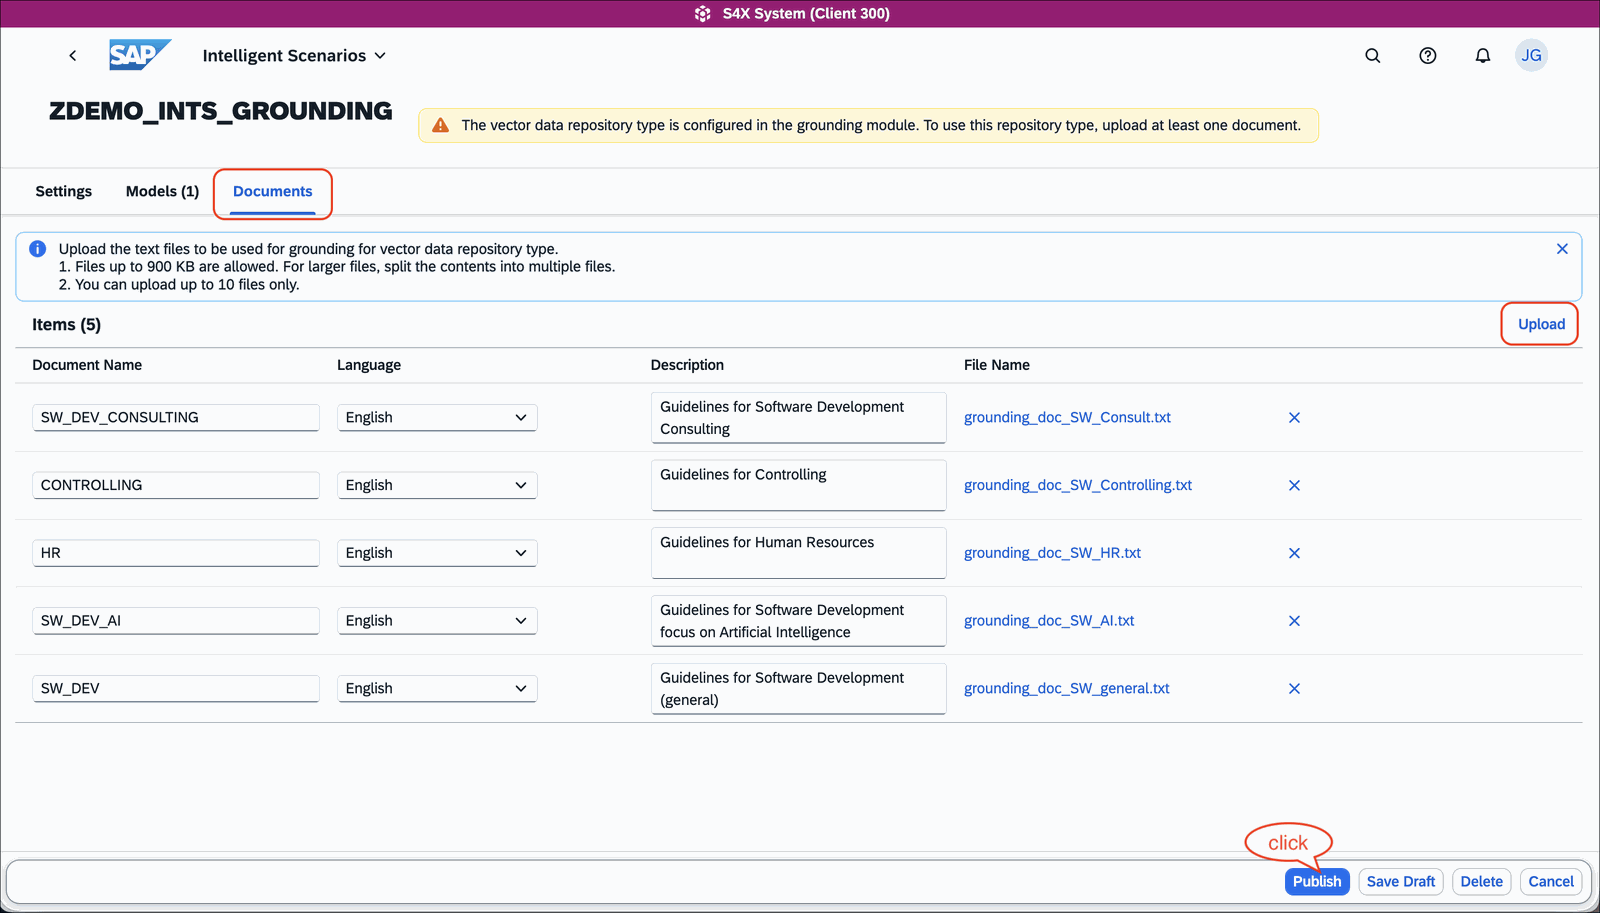 S4X System (Client 300)
SAP
Intelligent Scenarios
JG
ZDEMO_INTS_GROUNDING
The vector data repository type is configured in the grounding module. To use this repository type, upload at least one document.
Settings
Models (1)
Documents
Upload the text files to be used for grounding for vector data repository type.
1. Files up to 900 KB are allowed. For larger files, split the contents into multiple files.
2. You can upload up to 10 files only.
Items (5)
Upload
Document Name
Language
Description
File Name
SW_DEV_CONSULTING
English
Guidelines for Software Development
Consulting
grounding_doc_SW_Consult.txt
CONTROLLING
English
Guidelines for Controlling
grounding_doc_SW_Controlling.txt
HR
English
Guidelines for Human Resources
grounding_doc_SW_HR.txt
SW_DEV_AI
English
Guidelines for Software Development
focus on Artificial Intelligence
grounding_doc_SW_AI.txt
SW_DEV
English
Guidelines for Software Development
(general)
grounding_doc_SW_general.txt
click
Publish
Save Draft
Delete
Cancel